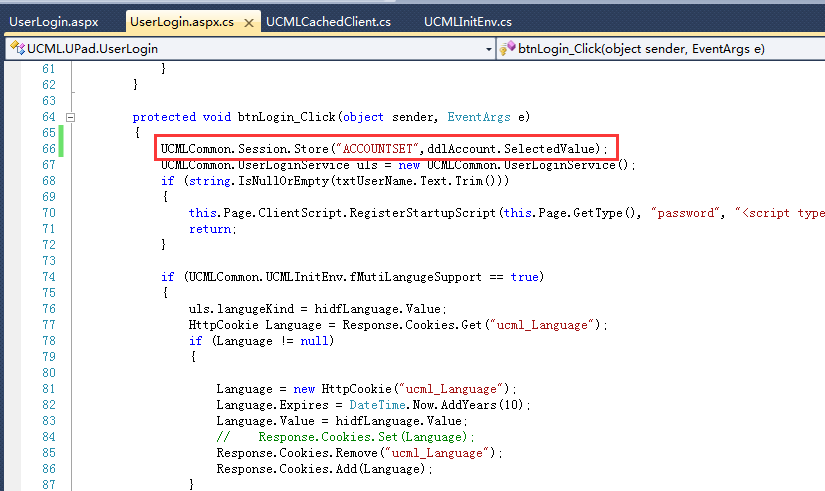 UserLogin.aspx UserLogin.aspx.cs UCMLCachedClient.cs UCMLInitEnv.cs
UCML.UPad.UserLogin btnLogin_Click(object sender, EventArgs e)
61 }
62 }
63
64 protected void btnLogin_Click(object sender, EventArgs e)
65 {
66 UCMLCommon.Session.Store("ACCOUNTSET",ddlAccount.SelectedValue);
67 UCMLCommon.UserLoginService uls = new UCMLCommon.UserLoginService();
68 if (string.IsNullOrEmpty(txtUserName.Text.Trim()))
69 {
70 this.Page.ClientScript.RegisterStartupScript(this.Page.GetType(), "password", "<script type
71 return;
72 }
73
74 if (UCMLCommon.UCMLInitEnv.fMutiLangugeSupport == true)
75 {
76 uls.langugeKind = hidfLanguage.Value;
77 HttpCookie Language = Response.Cookies.Get("ucml_Language");
78 if (Language != null)
79 {
80
81 Language = new HttpCookie("ucml_Language");
82 Language.Expires = DateTime.Now.AddYears(10);
83 Language.Value = hidfLanguage.Value;
84 // Response.Cookies.Set(Language);
85 Response.Cookies.Remove("ucml_Language");
86 Response.Cookies.Add(Language);
87 }